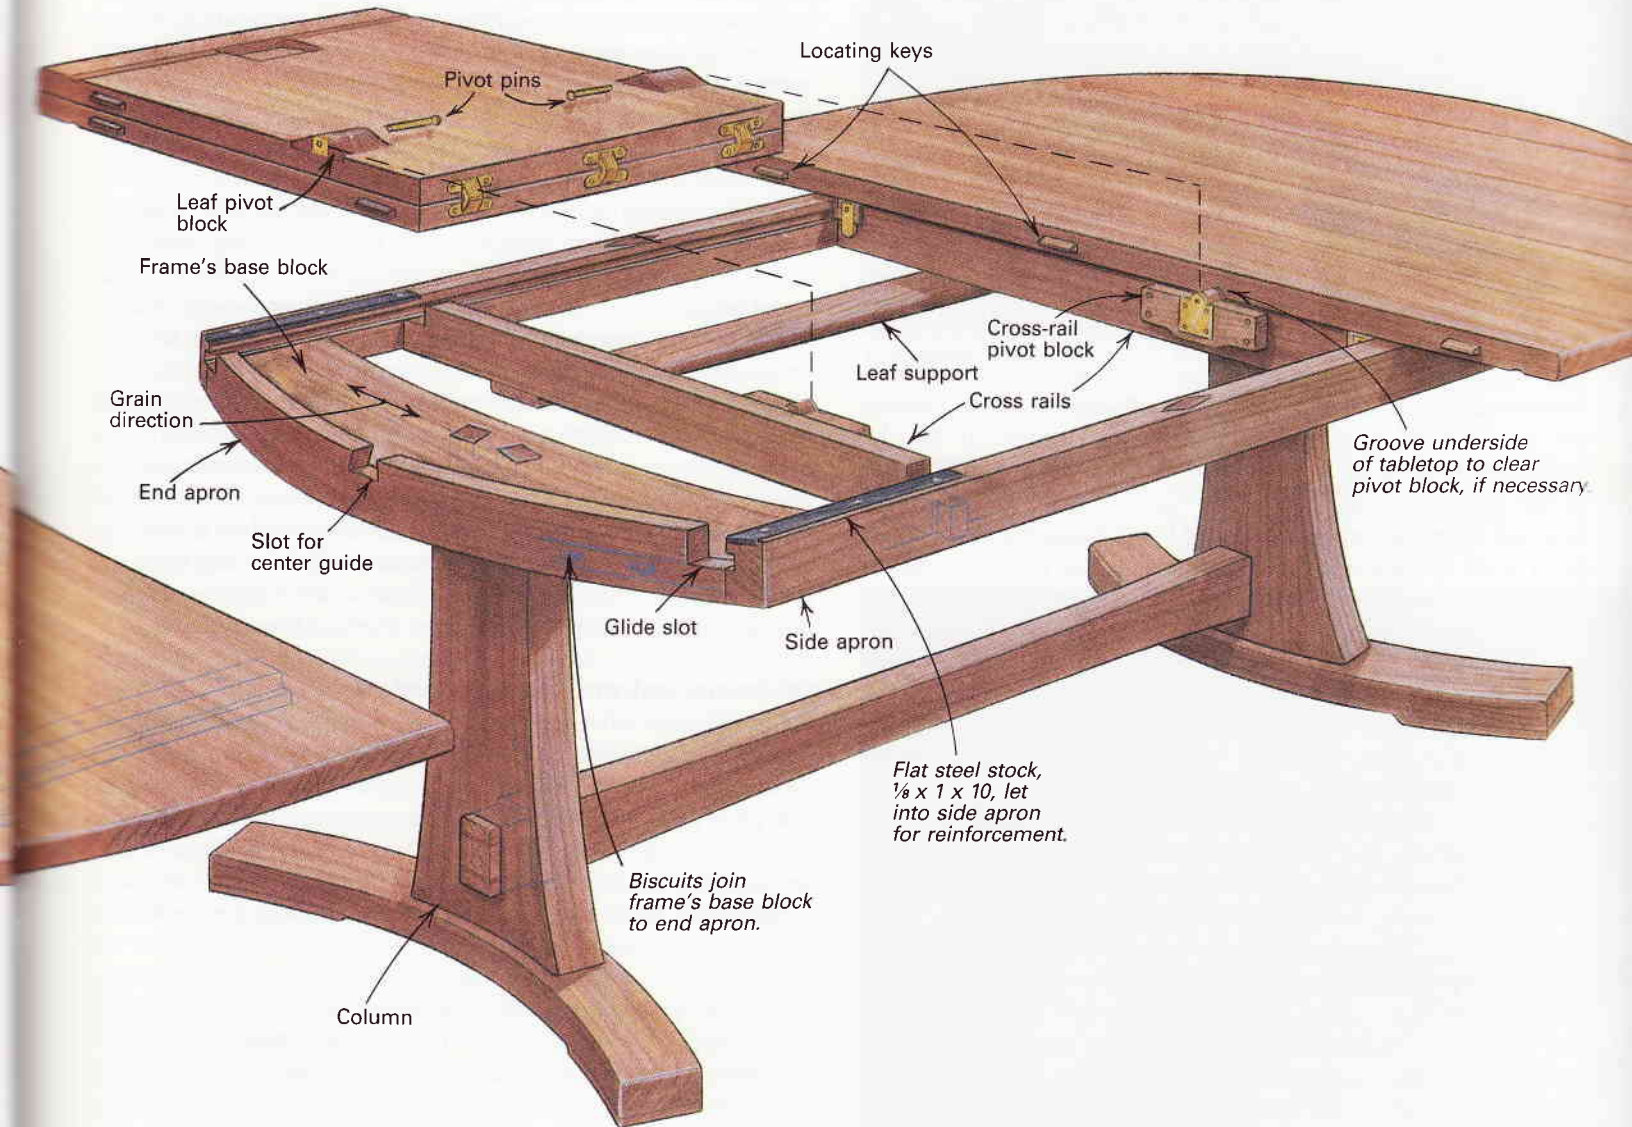 Locating keys
Pivot pins
Leaf pivot
block
Frame's base block
Cross-rail
pivot block
Leaf support
Cross rails
Grain
direction
Groove underside
of tabletop to clear
pivot block, if necessary.
End apron
Slot for
center guide
Glide slot
Side apron
Flat steel stock,
⅛ x 1 x 10, let
into side apron
for reinforcement.
Biscuits join
frame's base block
to end apron.
Column